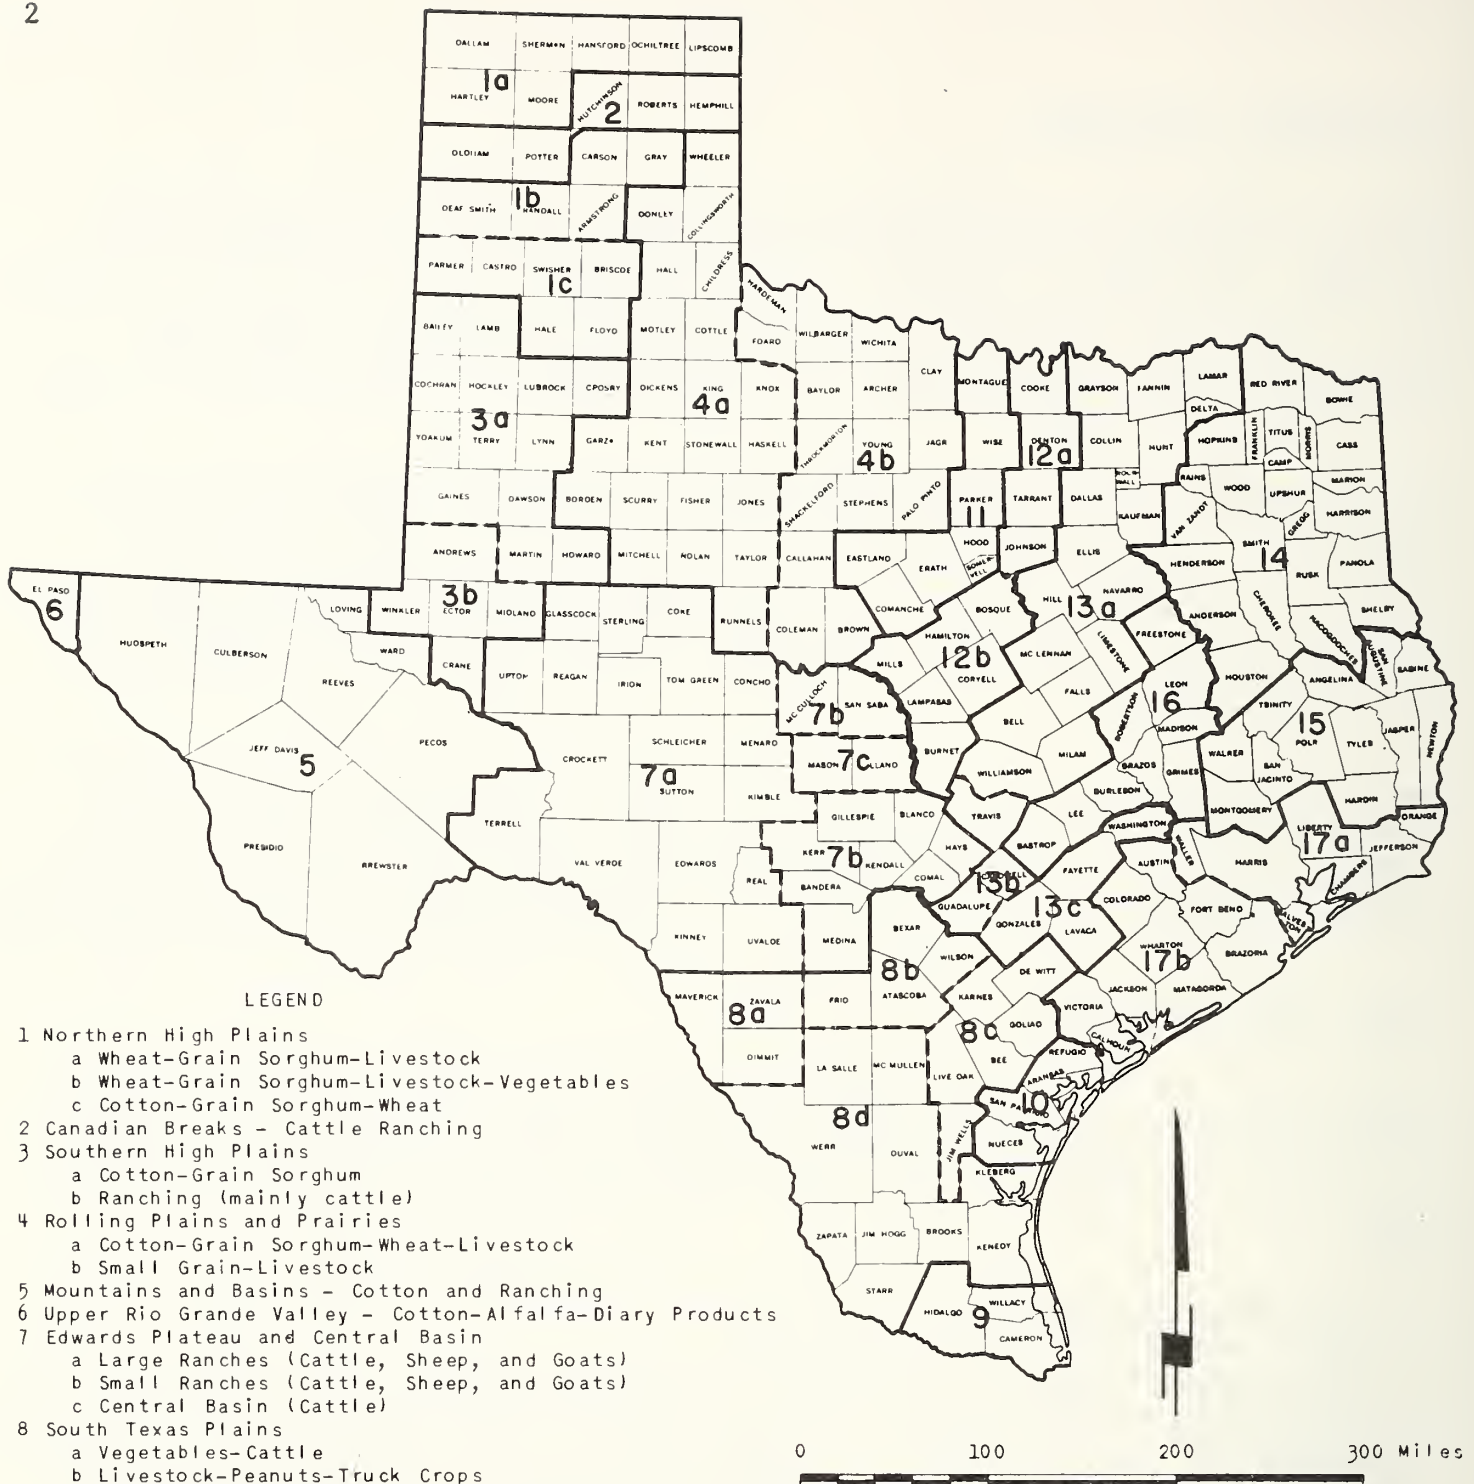 2
DALLAM SHERMAN HANSFORD OCHILTREE LIPSCOMB
1a
HARTLEY MOORE HUTCHINSON 2 ROBERTS HEMPHILL
OLDHAM POTTER CARSON GRAY WHEELER
1b
DEAF SMITH RANDALL ARMSTRONG DONLEY COLLINGSWORTH
PARMER CASTRO SWISHER BRISCOE HALL CHILDRESS
1c
HARDEMAN
BAILEY LAMB HALE FLOYD MOTLEY COTTLE FOARD WILBARGER WICHITA
COCHRAN HOCKLEY LUBBOCK CROSBY DICKENS KING KNOX BAYLOR ARCHER CLAY MONTAGUE COOKE GRAYSON FANNIN LAMAR RED RIVER BOWIE
3a 4a DELTA
YOAKUM TERRY LYNN GARZA KENT STONEWALL HASKELL THROCKMORTON YOUNG JACK WISE DENTON COLLIN HUNT HOPKINS FRANKLIN TITUS MORRIS CASS
4b 12a CAMP
GAINES DAWSON BORDEN SCURRY FISHER JONES SHACKELFORD STEPHENS PALO PINTO PARKER TARRANT DALLAS ROCK-WALL KAUFMAN RAINS VAN ZANDT WOOD UPSHUR MARION
11 GREGG HARRISON
ANDREWS MARTIN HOWARD MITCHELL NOLAN TAYLOR CALLAHAN EASTLAND ERATH HOOD SOMERVELL JOHNSON ELLIS HENDERSON SMITH 14 RUSK PANOLA
EL PASO 6 LOVING WINKLER 3b ECTOR MIDLAND GLASSCOCK STERLING COKE RUNNELS COLEMAN BROWN COMANCHE BOSQUE HILL 13a NAVARRO ANDERSON CHEROKEE NACOGDOCHES SHELBY
HUDSPETH CULBERSON REEVES WARD CRANE UPTON REAGAN IRION TOM GREEN CONCHO MILLS HAMILTON 12b CORYELL MC LENNAN LIMESTONE FREESTONE HOUSTON SAN AUGUSTINE SABINE
MC CULLOCH 7b SAN SABA LAMPASAS FALLS LEON 16 ANGELINA
JEFF DAVIS 5 PECOS CROCKETT SCHLEICHER MENARD MASON 7c LLANO BURNET BELL MILAM ROBERTSON MADISON TRINITY 15 POLK TYLER JASPER NEWTON
7a SUTTON KIMBLE WILLIAMSON BRAZOS GRIMES WALKER SAN JACINTO
PRESIDIO BREWSTER TERRELL VAL VERDE EDWARDS REAL GILLESPIE BLANCO TRAVIS LEE BURLESON WASHINGTON MONTGOMERY HARDIN ORANGE
KERR 7b KENDALL HAYS BASTROP WALLER LIBERTY 17a JEFFERSON
BANDERA COMAL CALDWELL 13b FAYETTE AUSTIN HARRIS CHAMBERS
KINNEY UVALDE MEDINA BEXAR GUADALUPE GONZALES 13c LAVACA COLORADO FORT BEND GALVESTON
8b WILSON DE WITT WHARTON 17b BRAZORIA
MAVERICK ZAVALA 8a FRIO ATASCOSA KARNES JACKSON MATAGORDA
8c GOLIAD VICTORIA CALHOUN
DIMMIT LA SALLE MC MULLEN LIVE OAK BEE REFUGIO ARANSAS
8d SAN PATRICIO 10
WEBB DUVAL JIM WELLS NUECES
KLEBERG
ZAPATA JIM HOGG BROOKS KENEDY
STARR HIDALGO 9 WILLACY
CAMERON
LEGEND
1 Northern High Plains
a Wheat-Grain Sorghum-Livestock
b Wheat-Grain Sorghum-Livestock-Vegetables
c Cotton-Grain Sorghum-Wheat
2 Canadian Breaks - Cattle Ranching
3 Southern High Plains
a Cotton-Grain Sorghum
b Ranching (mainly cattle)
4 Rolling Plains and Prairies
a Cotton-Grain Sorghum-Wheat-Livestock
b Small Grain-Livestock
5 Mountains and Basins - Cotton and Ranching
6 Upper Rio Grande Valley - Cotton-Alfalfa-Diary Products
7 Edwards Plateau and Central Basin
a Large Ranches (Cattle, Sheep, and Goats)
b Small Ranches (Cattle, Sheep, and Goats)
c Central Basin (Cattle)
8 South Texas Plains
a Vegetables-Cattle
b Livestock-Peanuts-Truck Crops
0 100 200 300 Miles